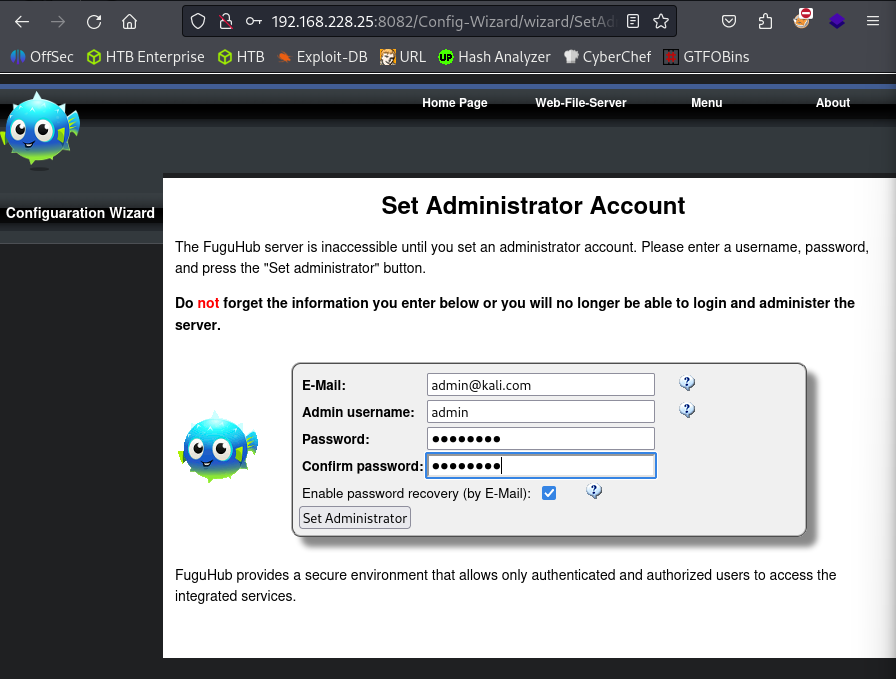 192.168.228.25:8082/Config-Wizard/wizard/SetAd
OffSec HTB Enterprise HTB Exploit-DB URL UP Hash Analyzer CyberChef GTFOBins
Home Page Web-File-Server Menu About
Configuaration Wizard
Set Administrator Account
The FuguHub server is inaccessible until you set an administrator account. Please enter a username, password,
and press the "Set administrator" button.
Do not forget the information you enter below or you will no longer be able to login and administer the
server.
E-Mail: admin@kali.com
Admin username: admin
Password: ●●●●●●●●
Confirm password: ●●●●●●●●
Enable password recovery (by E-Mail):
Set Administrator
FuguHub provides a secure environment that allows only authenticated and authorized users to access the
integrated services.